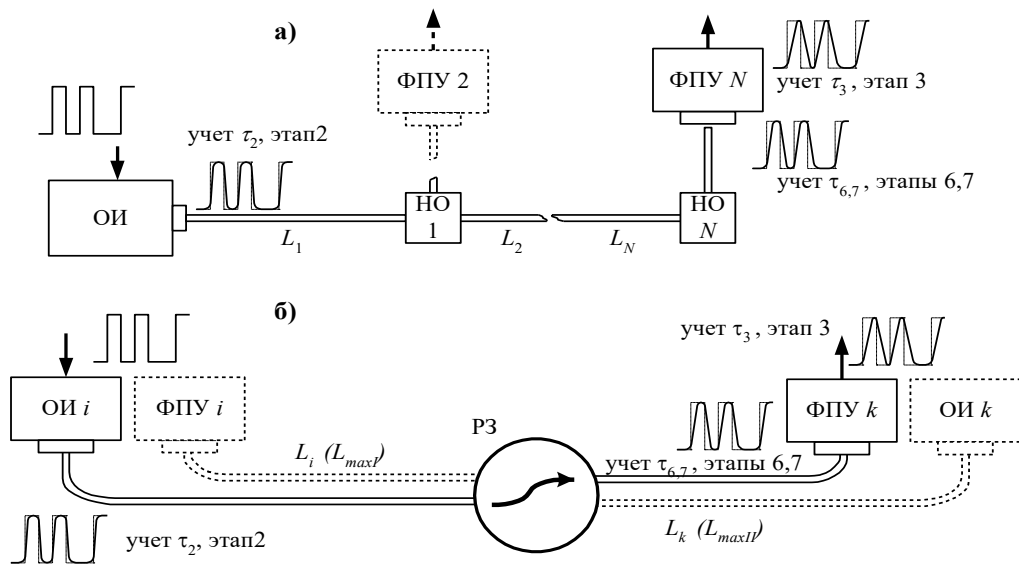 а)
ФПУ 2
ФПУ N
учет τ3, этап 3
учет τ2, этап2
учет τ6,7, этапы 6,7
ОИ
НО
1
НО
N
L1
L2
LN
б)
учет τ3, этап 3
ОИ i
ФПУ i
ФПУ k
ОИ k
РЗ
Li (LmaxI)
учет τ6,7, этапы 6,7
Lk (LmaxII)
учет τ2, этап2